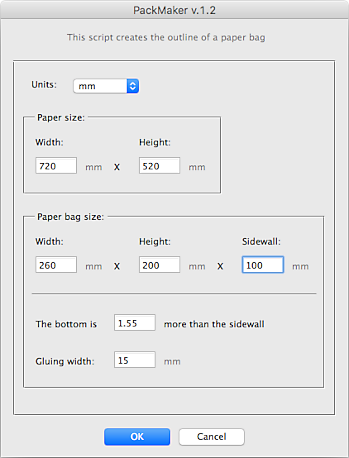 PackMaker v.1.2
This script creates the outline of a paper bag
Units: mm
Paper size:
Width: Height:
720 mm X 520 mm
Paper bag size:
Width: Height: Sidewall:
260 mm X 200 mm X 100 mm
The bottom is 1.55 more than the sidewall
Gluing width: 15 mm
OK Cancel